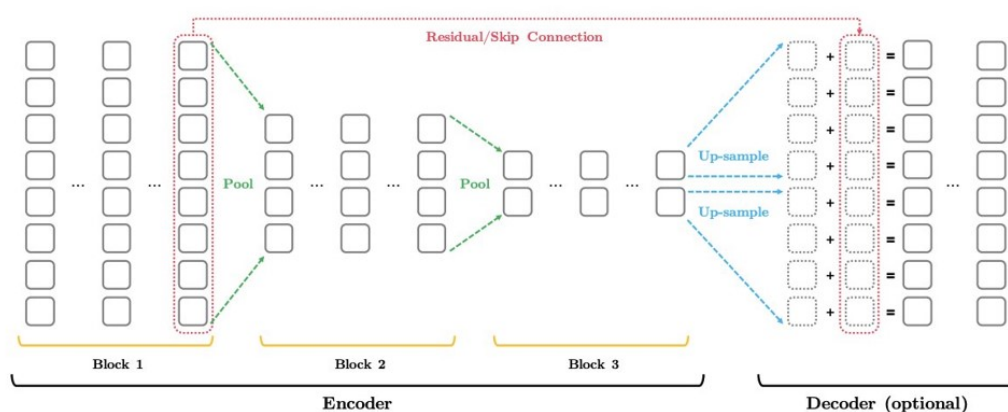 Residual/Skip Connection
+ =
+ =
+ =
Up-sample
+ =
... ... Pool ... ... Pool ... ... ...
Up-sample
+ =
+ =
+ =
+ =
Block 1 Block 2 Block 3
Encoder Decoder (optional)